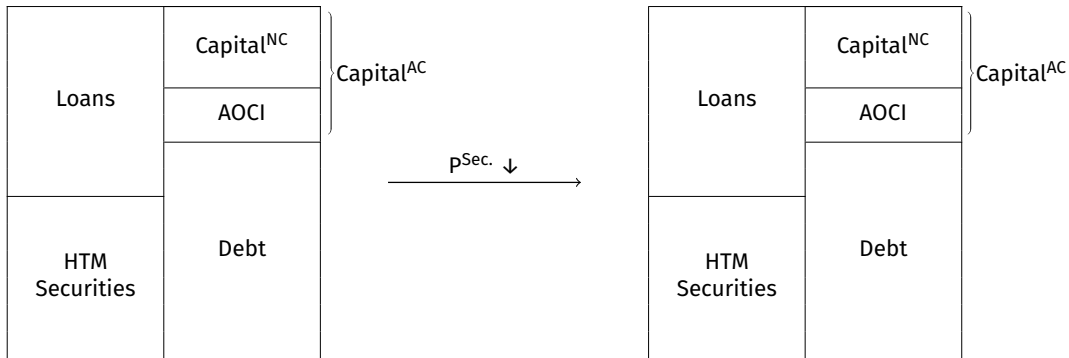 Loans
Capital^NC
AOCI
Capital^AC
HTM
Securities
Debt
P^Sec. ↓
Loans
Capital^NC
AOCI
Capital^AC
HTM
Securities
Debt